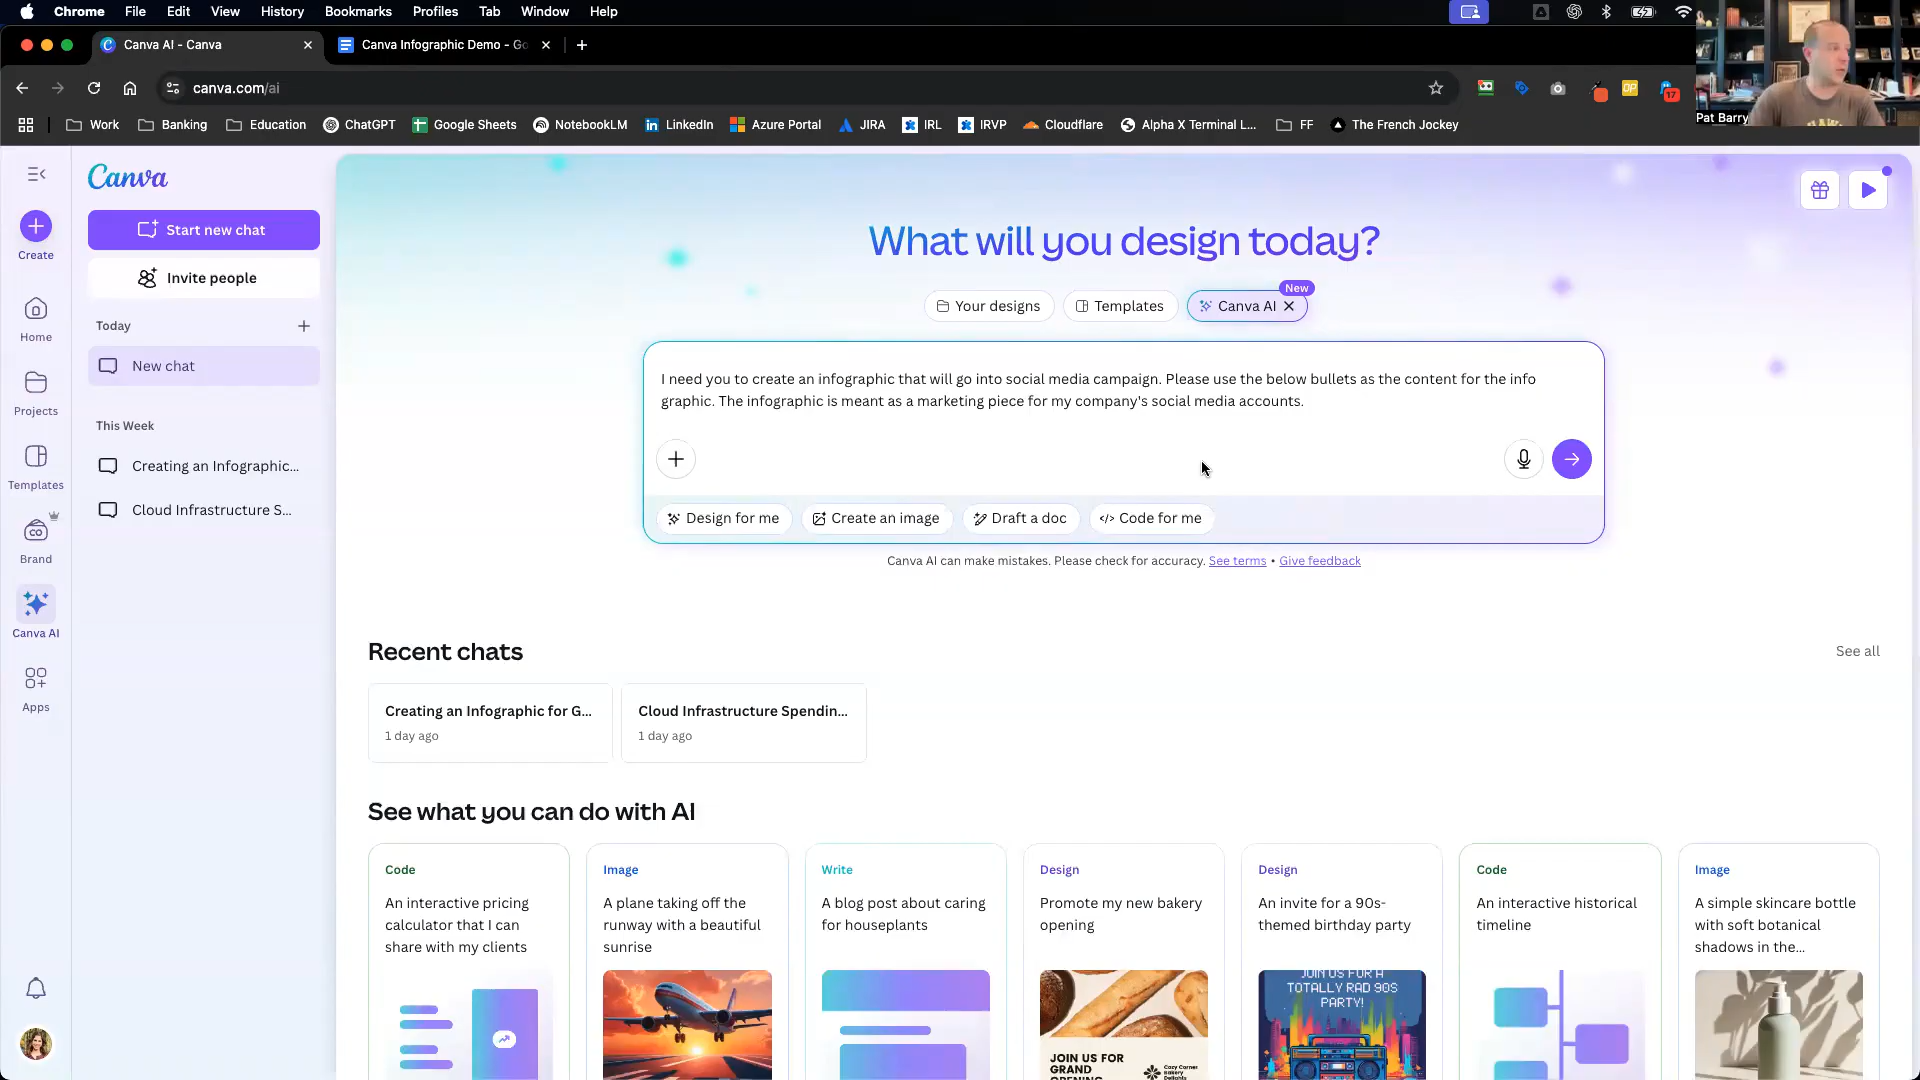 Chrome File Edit View History Bookmarks Profiles Tab Window Help
Canva AI - Canva
Canva Infographic Demo - Go
canva.com/ai
17
Work Banking Education ChatGPT Google Sheets NotebookLM LinkedIn Azure Portal JIRA IRL IRVP Cloudflare Alpha X Terminal L... FF The French Jockey
Pat Barry
Canva
Start new chat
Invite people
Today
New chat
This Week
Creating an Infographic...
Cloud Infrastructure S...
Create
Home
Projects
Templates
Brand
Canva AI
Apps
What will you design today?
Your designs
Templates
Canva AI
New
I need you to create an infographic that will go into social media campaign. Please use the below bullets as the content for the info
graphic. The infographic is meant as a marketing piece for my company's social media accounts.
Design for me
Create an image
Draft a doc
Code for me
Canva AI can make mistakes. Please check for accuracy. See terms • Give feedback
Recent chats
See all
Creating an Infographic for G...
1 day ago
Cloud Infrastructure Spendin...
1 day ago
See what you can do with AI
Code
An interactive pricing
calculator that I can
share with my clients
Image
A plane taking off the
runway with a beautiful
sunrise
Write
A blog post about caring
for houseplants
Design
Promote my new bakery
opening
JOIN US FOR
GRAND
OPENING
Cozy Corner
Bakery
Delights
Design
An invite for a 90s-
themed birthday party
JOIN US FOR A
TOTALLY RAD 90S
PARTY!
Code
An interactive historical
timeline
Image
A simple skincare bottle
with soft botanical
shadows in the...